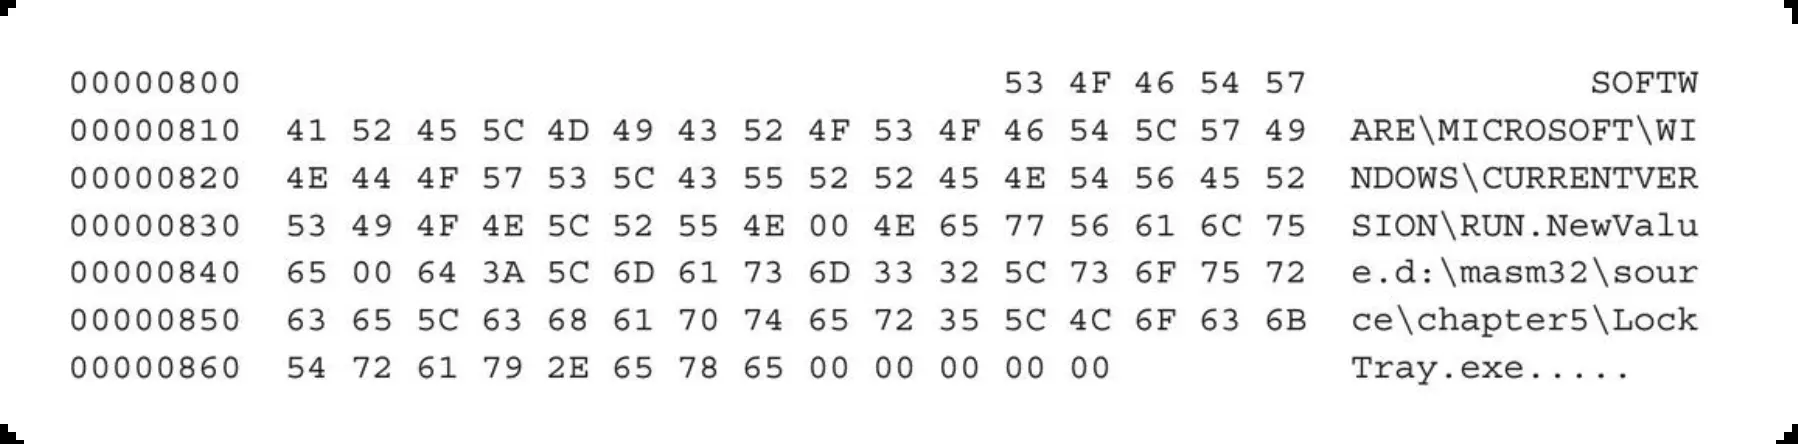 00000800 53 4F 46 54 57 SOFTW
00000810 41 52 45 5C 4D 49 43 52 4F 53 4F 46 54 5C 57 49 ARE\MICROSOFT\WI
00000820 4E 44 4F 57 53 5C 43 55 52 52 45 4E 54 56 45 52 NDOWS\CURRENTVER
00000830 53 49 4F 4E 5C 52 55 4E 00 4E 65 77 56 61 6C 75 SION\RUN.NewValu
00000840 65 00 64 3A 5C 6D 61 73 6D 33 32 5C 73 6F 75 72 e.d:\masm32\sour
00000850 63 65 5C 63 68 61 70 74 65 72 35 5C 4C 6F 63 6B ce\chapter5\Lock
00000860 54 72 61 79 2E 65 78 65 00 00 00 00 00 Tray.exe.....